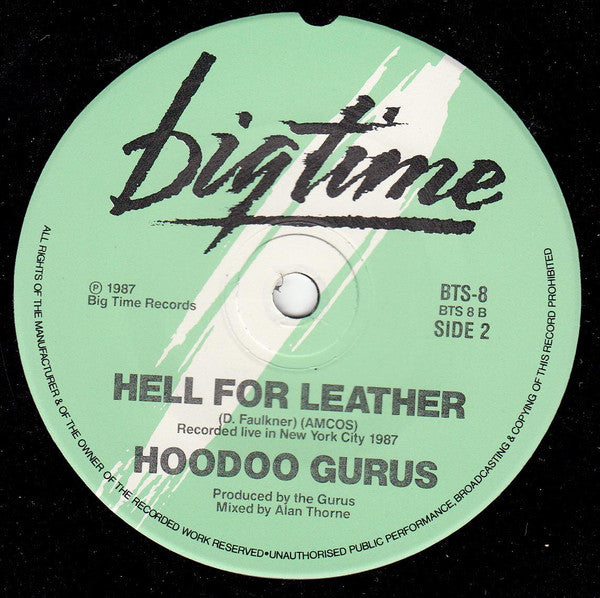 bigtime
℗ 1987
Big Time Records
BTS-8
BTS 8 B
SIDE 2
HELL FOR LEATHER
(D. Faulkner) (AMCOS)
Recorded live in New York City 1987
HOODOO GURUS
Produced by the Gurus
Mixed by Alan Thorne
ALL RIGHTS OF THE MANUFACTURER & OF THE OWNER OF THE RECORDED WORK RESERVED•UNAUTHORISED PUBLIC PERFORMANCE, BROADCASTING & COPYING OF THIS RECORD PROHIBITED